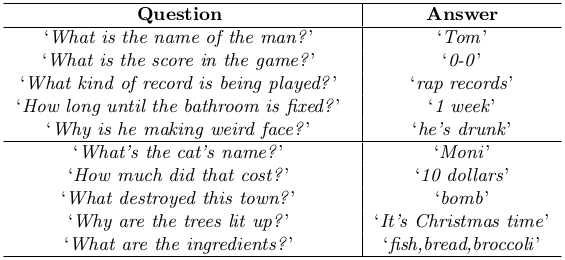 Question Answer
‘What is the name of the man?’ ‘Tom’
‘What is the score in the game?’ ‘0-0’
‘What kind of record is being played?’ ‘rap records’
‘How long until the bathroom is fixed?’ ‘1 week’
‘Why is he making weird face?’ ‘he's drunk’
‘What's the cat's name?’ ‘Moni’
‘How much did that cost?’ ‘10 dollars’
‘What destroyed this town?’ ‘bomb’
‘Why are the trees lit up?’ ‘It's Christmas time’
‘What are the ingredients?’ ‘fish,bread,broccoli’